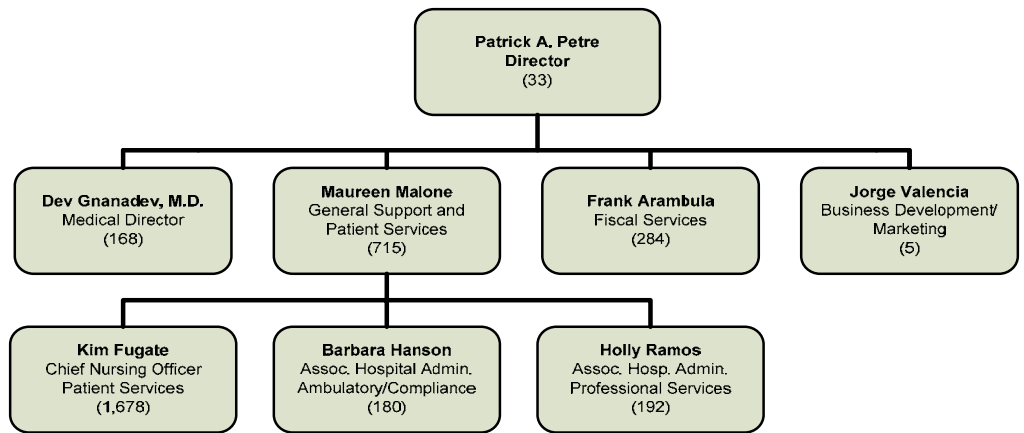 Patrick A. Petre
Director
(33)
Dev Gnanadev, M.D.
Medical Director
(168)
Maureen Malone
General Support and
Patient Services
(715)
Frank Arambula
Fiscal Services
(284)
Jorge Valencia
Business Development/
Marketing
(5)
Kim Fugate
Chief Nursing Officer
Patient Services
(1,678)
Barbara Hanson
Assoc. Hospital Admin.
Ambulatory/Compliance
(180)
Holly Ramos
Assoc. Hosp. Admin.
Professional Services
(192)